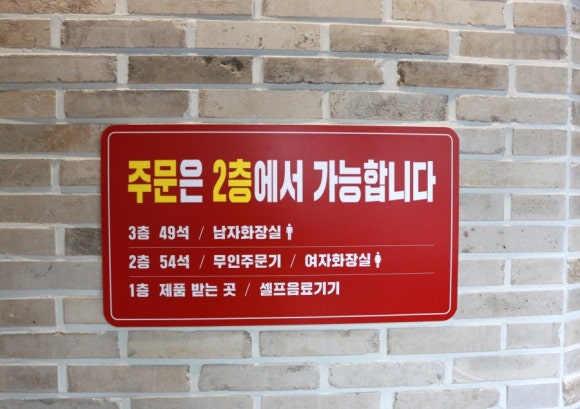 주문은 2층에서 가능합니다
3층 49석 / 남자화장실
2층 54석 / 무인주문기 / 여자화장실
1층 제품 받는 곳 / 셀프음료기기